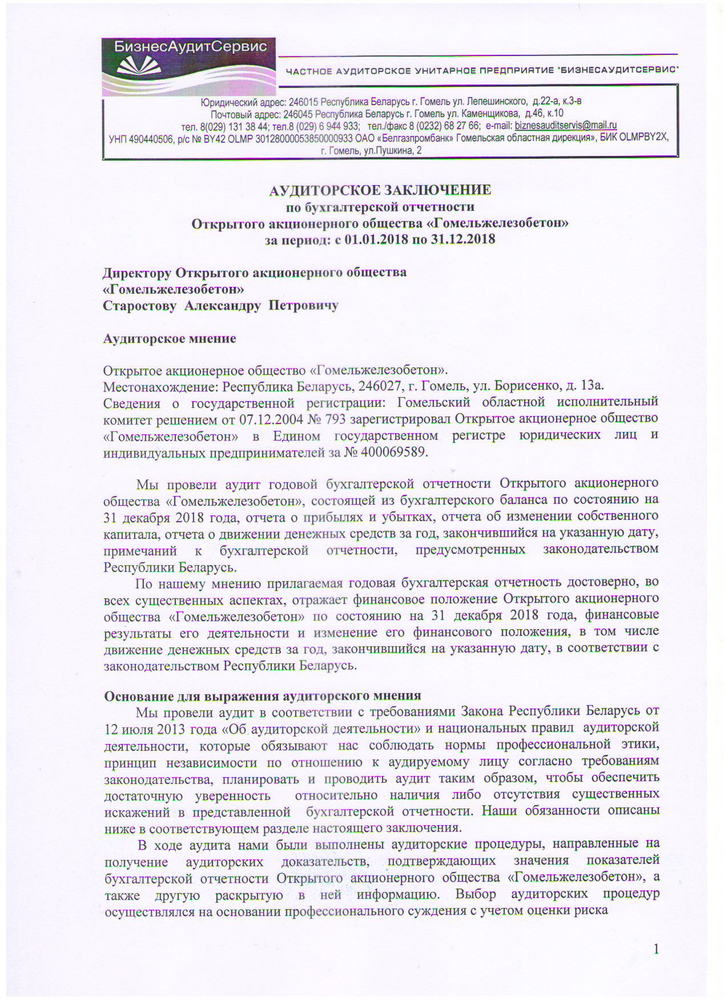 БизнесАудитСервис
ЧАСТНОЕ АУДИТОРСКОЕ УНИТАРНОЕ ПРЕДПРИЯТИЕ "БИЗНЕСАУДИТСЕРВИС"
Юридический адрес: 246015 Республика Беларусь г. Гомель ул. Лепешинского, д.22-а, к.3-в
Почтовый адрес: 246045 Республика Беларусь г. Гомель ул. Каменщикова, д.46, к.10
тел. 8(029) 131 38 44; тел.8 (029) 6 944 933; тел./факс 8 (0232) 68 27 66; e-mail: biznesauditservis@mail.ru
УНП 490440506, р/с № BY42 OLMP 30128000053850000933 ОАО «Белгазпромбанк» Гомельская областная дирекция», БИК OLMPBY2X,
г. Гомель, ул.Пушкина, 2
АУДИТОРСКОЕ ЗАКЛЮЧЕНИЕ
по бухгалтерской отчетности
Открытого акционерного общества «Гомельжелезобетон»
за период: с 01.01.2018 по 31.12.2018
Директору Открытого акционерного общества
«Гомельжелезобетон»
Старостову Александру Петровичу
Аудиторское мнение
Открытое акционерное общество «Гомельжелезобетон».
Местонахождение: Республика Беларусь, 246027, г. Гомель, ул. Борисенко, д. 13а.
Сведения о государственной регистрации: Гомельский областной исполнительный
комитет решением от 07.12.2004 № 793 зарегистрировал Открытое акционерное общество
«Гомельжелезобетон» в Едином государственном регистре юридических лиц и
индивидуальных предпринимателей за № 400069589.
Мы провели аудит годовой бухгалтерской отчетности Открытого акционерного
общества «Гомельжелезобетон», состоящей из бухгалтерского баланса по состоянию на
31 декабря 2018 года, отчета о прибылях и убытках, отчета об изменении собственного
капитала, отчета о движении денежных средств за год, закончившийся на указанную дату,
примечаний к бухгалтерской отчетности, предусмотренных законодательством
Республики Беларусь.
По нашему мнению прилагаемая годовая бухгалтерская отчетность достоверно, во
всех существенных аспектах, отражает финансовое положение Открытого акционерного
общества «Гомельжелезобетон» по состоянию на 31 декабря 2018 года, финансовые
результаты его деятельности и изменение его финансового положения, в том числе
движение денежных средств за год, закончившийся на указанную дату, в соответствии с
законодательством Республики Беларусь.
Основание для выражения аудиторского мнения
Мы провели аудит в соответствии с требованиями Закона Республики Беларусь от
12 июля 2013 года «Об аудиторской деятельности» и национальных правил аудиторской
деятельности, которые обязывают нас соблюдать нормы профессиональной этики,
принцип независимости по отношению к аудируемому лицу согласно требованиям
законодательства, планировать и проводить аудит таким образом, чтобы обеспечить
достаточную уверенность относительно наличия либо отсутствия существенных
искажений в представленной бухгалтерской отчетности. Наши обязанности описаны
ниже в соответствующем разделе настоящего заключения.
В ходе аудита нами были выполнены аудиторские процедуры, направленные на
получение аудиторских доказательств, подтверждающих значения показателей
бухгалтерской отчетности Открытого акционерного общества «Гомельжелезобетон», а
также другую раскрытую в ней информацию. Выбор аудиторских процедур
осуществлялся на основании профессионального суждения с учетом оценки риска
1